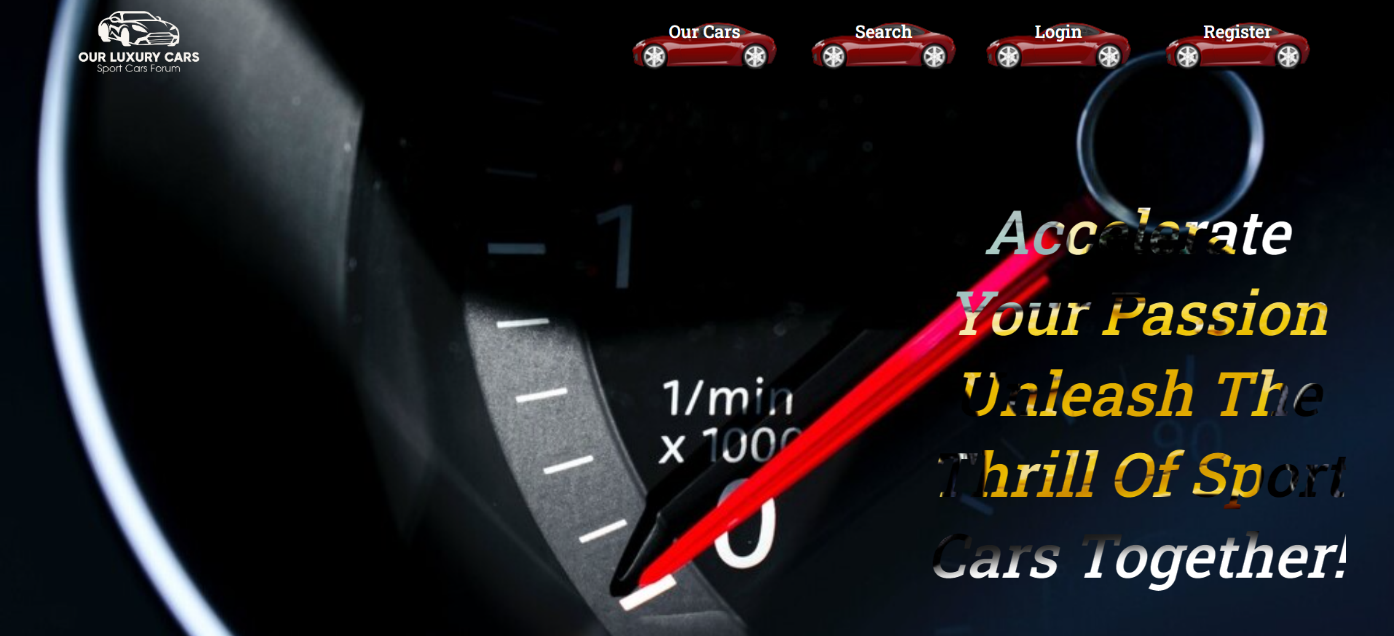 OUR LUXURY CARS
Sport Cars Forum
Our Cars
Search
Login
Register
1
1/min
x 1000
0
Accelerate
Your Passion
Unleash The
Thrill Of Sport
Cars Together!
90